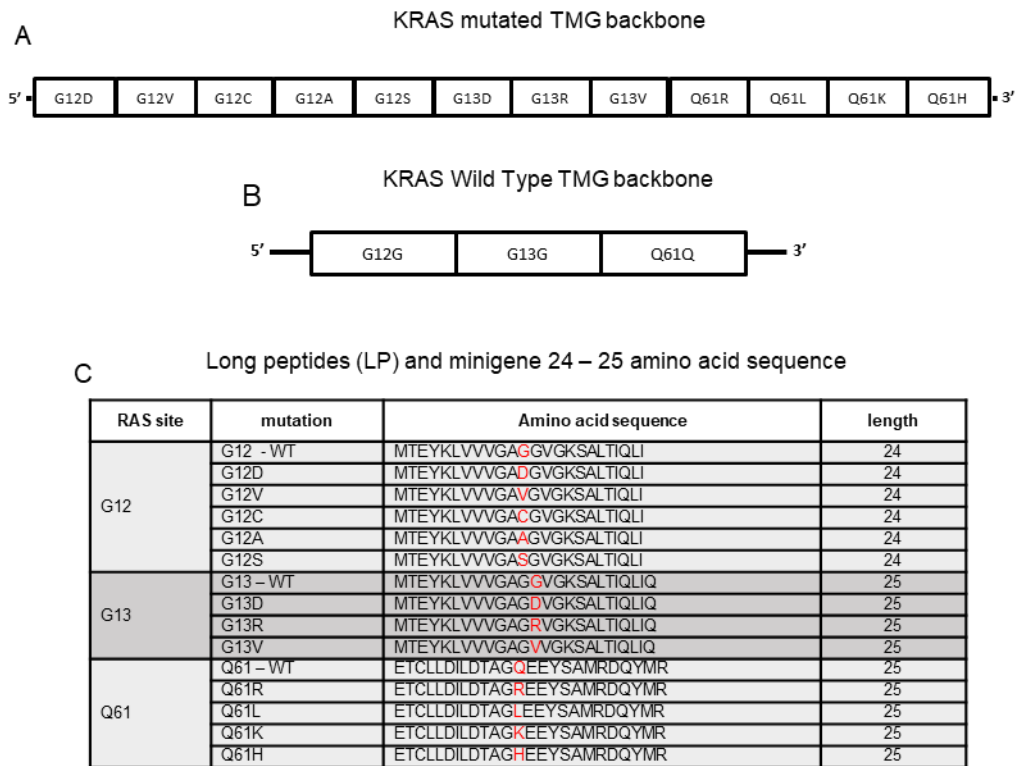 A
KRAS mutated TMG backbone
5’ G12D G12V G12C G12A G12S G13D G13R G13V Q61R Q61L Q61K Q61H 3’
B
KRAS Wild Type TMG backbone
5’ G12G G13G Q61Q 3’
C
Long peptides (LP) and minigene 24 – 25 amino acid sequence
RAS site mutation Amino acid sequence length
G12 G12 - WT MTEYKLVVVGAGGVGKSALTIQLI 24
G12D MTEYKLVVVGADGVGKSALTIQLI 24
G12V MTEYKLVVVGAVGVGKSALTIQLI 24
G12C MTEYKLVVVGACGVGKSALTIQLI 24
G12A MTEYKLVVVGAAGVGKSALTIQLI 24
G12S MTEYKLVVVGASGVGKSALTIQLI 24
G13 G13 – WT MTEYKLVVVGAGGVGKSALTIQLIQ 25
G13D MTEYKLVVVGAGDVGKSALTIQLIQ 25
G13R MTEYKLVVVGAGRVGKSALTIQLIQ 25
G13V MTEYKLVVVGAGVVGKSALTIQLIQ 25
Q61 Q61 – WT ETCLLDILDTAGQEEYSAMRDQYMR 25
Q61R ETCLLDILDTAGREEYSAMRDQYMR 25
Q61L ETCLLDILDTAGLEEYSAMRDQYMR 25
Q61K ETCLLDILDTAGKEEYSAMRDQYMR 25
Q61H ETCLLDILDTAGHEEYSAMRDQYMR 25